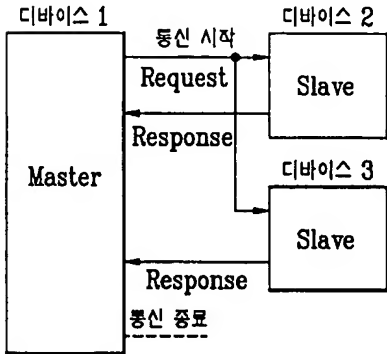 디바이스 1
디바이스 2
통신 시작
Request
Slave
Response
Master
디바이스 3
Slave
Response
통신 종료